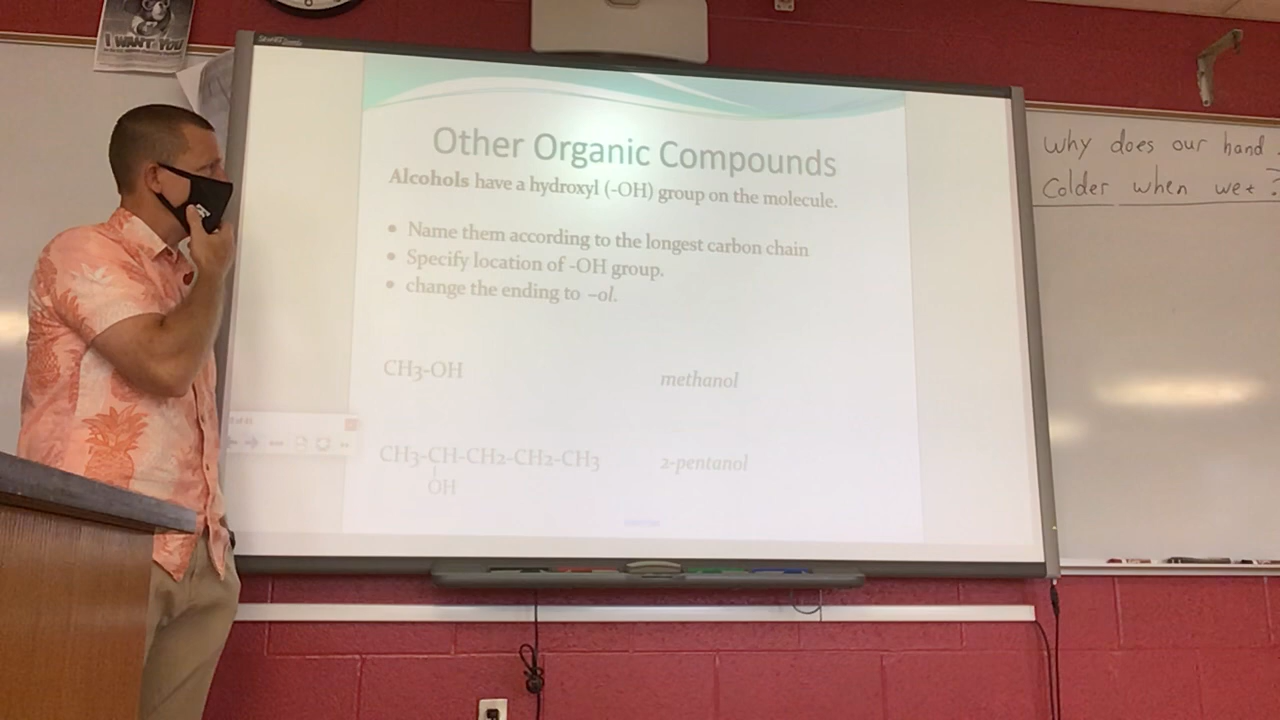 I WANT YOU
Other Organic Compounds
Alcohols have a hydroxyl (-OH) group on the molecule.
• Name them according to the longest carbon chain
• Specify location of -OH group.
• change the ending to -ol.
CH3-OH
methanol
CH3-CH-CH2-CH2-CH3
2-pentanol
OH
Why does our hand
Colder when wet?